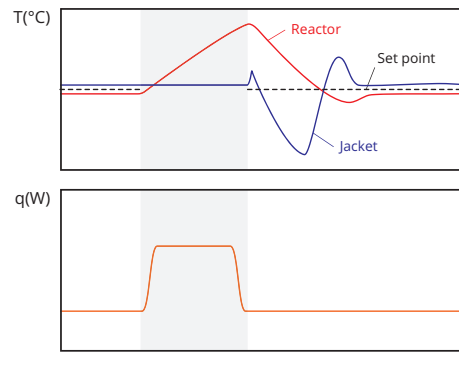 T(°C)
Reactor
Set point
Jacket
q(W)